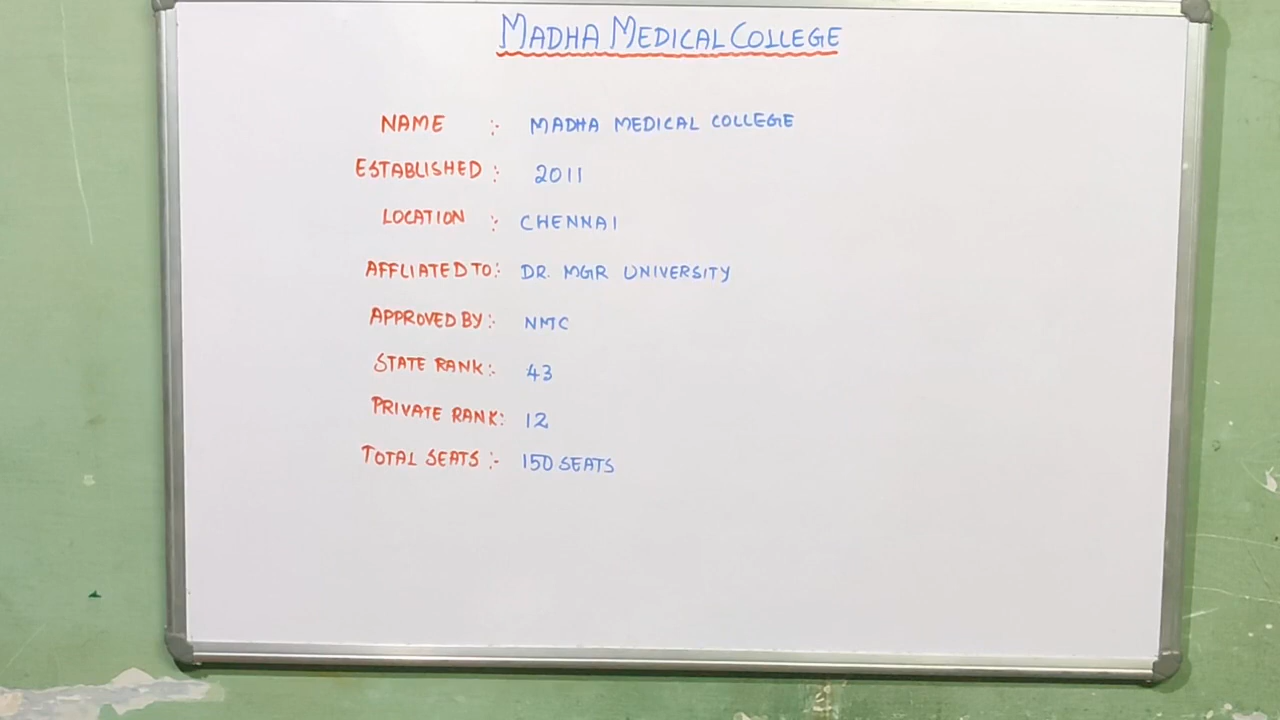 MADHA MEDICAL COLLEGE
NAME :- MADHA MEDICAL COLLEGE
ESTABLISHED :- 2011
LOCATION :- CHENNAI
AFFLIATED TO :- DR. MGR UNIVERSITY
APPROVED BY :- NMC
STATE RANK :- 43
PRIVATE RANK : 12
TOTAL SEATS :- 150 SEATS